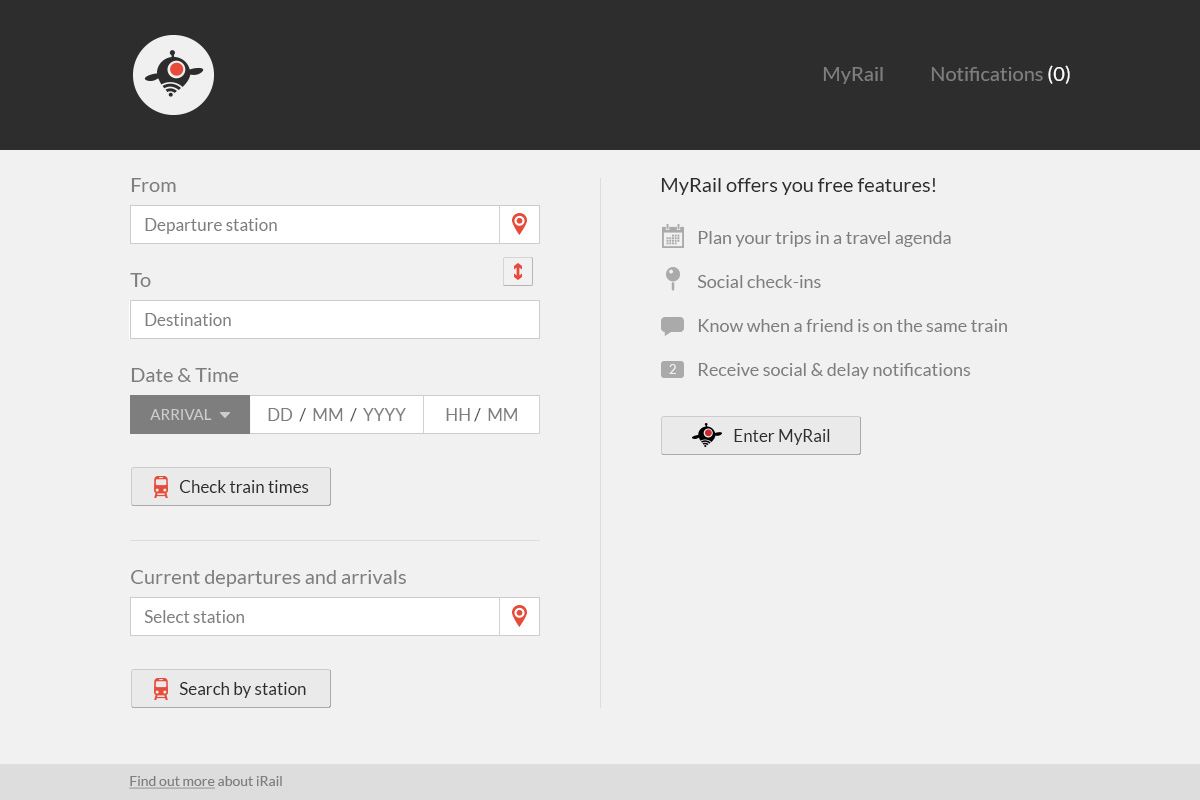 MyRail
Notifications (0)
From
Departure station
To
Destination
Date & Time
ARRIVAL DD / MM / YYYY HH / MM
Check train times
Current departures and arrivals
Select station
Search by station
MyRail offers you free features!
Plan your trips in a travel agenda
Social check-ins
Know when a friend is on the same train
2 Receive social & delay notifications
Enter MyRail
Find out more about iRail